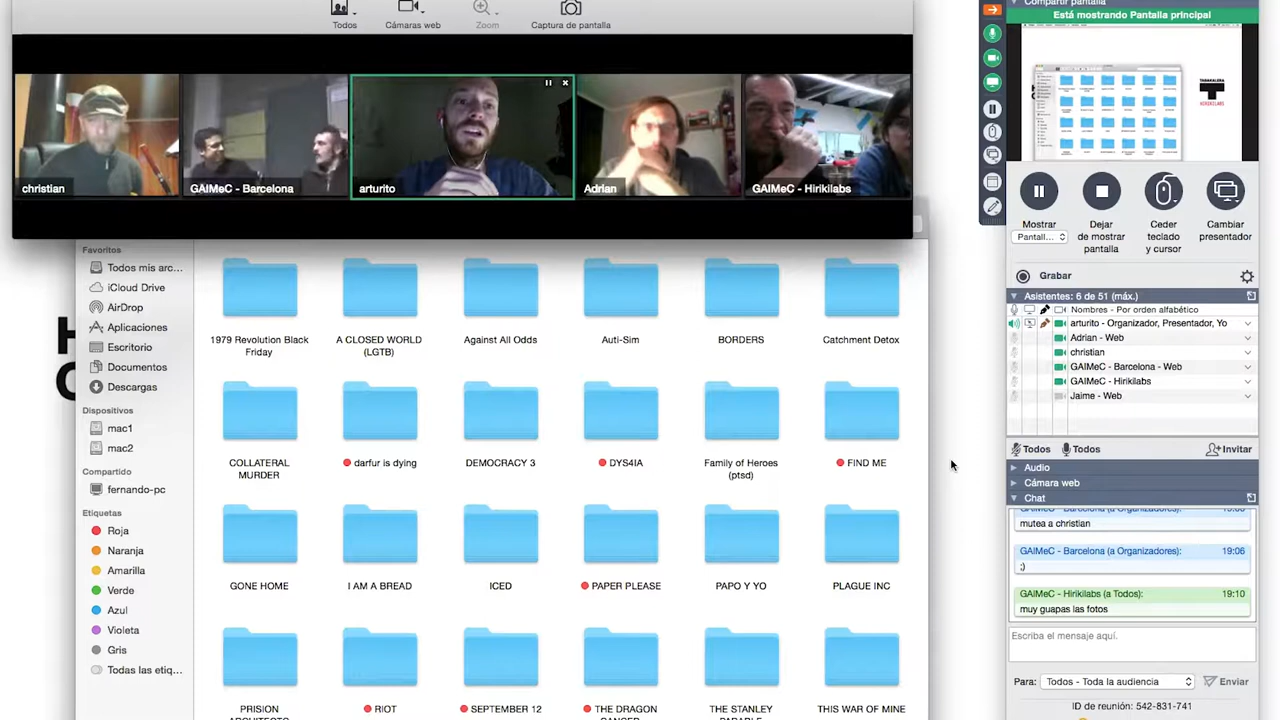 Todos
Cámaras web
Zoom
Captura de pantalla
christian
GAIMeC - Barcelona
arturito
Adrian
GAIMeC - Hirikilabs
Favoritos
Todos mis arc...
iCloud Drive
AirDrop
Aplicaciones
Escritorio
Documentos
Descargas
Dispositivos
mac1
mac2
Compartido
fernando-pc
Etiquetas
Roja
Naranja
Amarilla
Verde
Azul
Violeta
Gris
Todas las etiq...
1979 Revolution Black
Friday
A CLOSED WORLD
(LGTB)
Against All Odds
Auti-Sim
BORDERS
Catchment Detox
COLLATERAL
MURDER
darfur is dying
DEMOCRACY 3
DYS4IA
Family of Heroes
(ptsd)
FIND ME
GONE HOME
I AM A BREAD
ICED
PAPER PLEASE
PAPO Y YO
PLAGUE INC
PRISION
ARCHITECTO
RIOT
SEPTEMBER 12
THE DRAGON
CANCER
THE STANLEY
PARABLE
THIS WAR OF MINE
Compartir pantalla
Está mostrando Pantalla principal
TABAKALERA
HIRIKILABS
Mostrar
Pantall...
Dejar
de mostrar
pantalla
Ceder
teclado
y cursor
Cambiar
presentador
Grabar
Asistentes: 6 de 51 (máx.)
Nombres - Por orden alfabético
arturito - Organizador, Presentador, Yo
Adrian - Web
christian
GAIMeC - Barcelona - Web
GAIMeC - Hirikilabs
Jaime - Web
Todos
Todos
Invitar
Audio
Cámara web
Chat
GAIMeC - Barcelona (a Organizadores):
mutea a christian
GAIMeC - Barcelona (a Organizadores): 19:06
;)
GAIMeC - Hirikilabs (a Todos): 19:10
muy guapas las fotos
Escriba el mensaje aquí.
Para: Todos - Toda la audiencia
Enviar
ID de reunión: 542-831-741